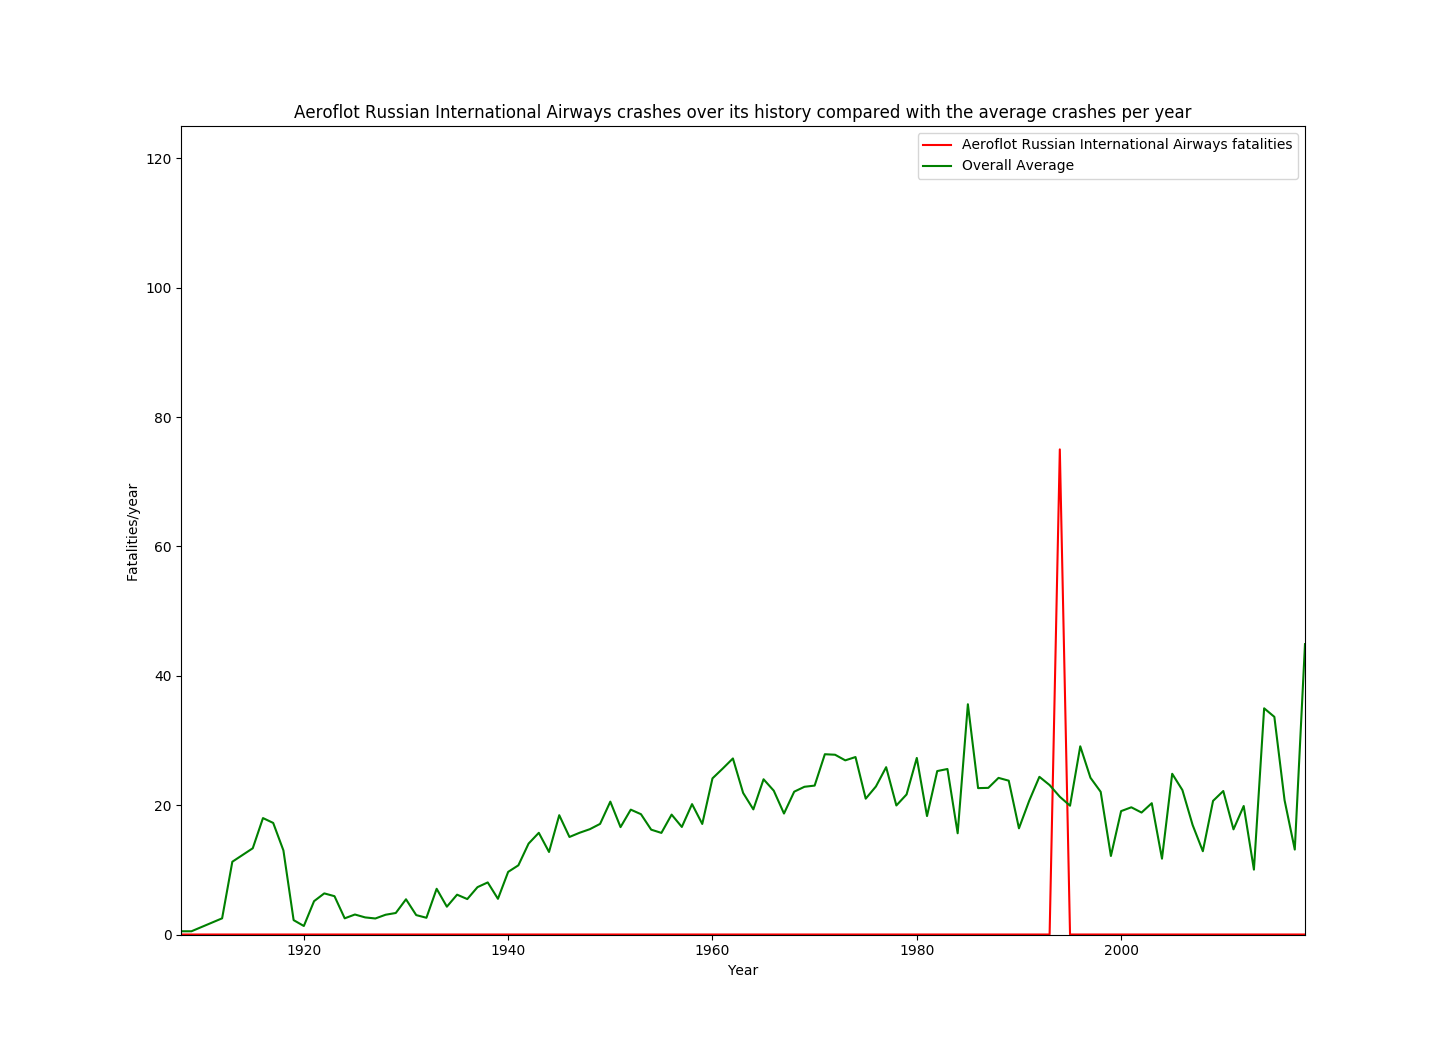 Aeroflot Russian International Airways crashes over its history compared with the average crashes per year
Aeroflot Russian International Airways fatalities
Overall Average
120
100
80
60
40
20
0
Fatalities/year
1920 1940 1960 1980 2000
Year